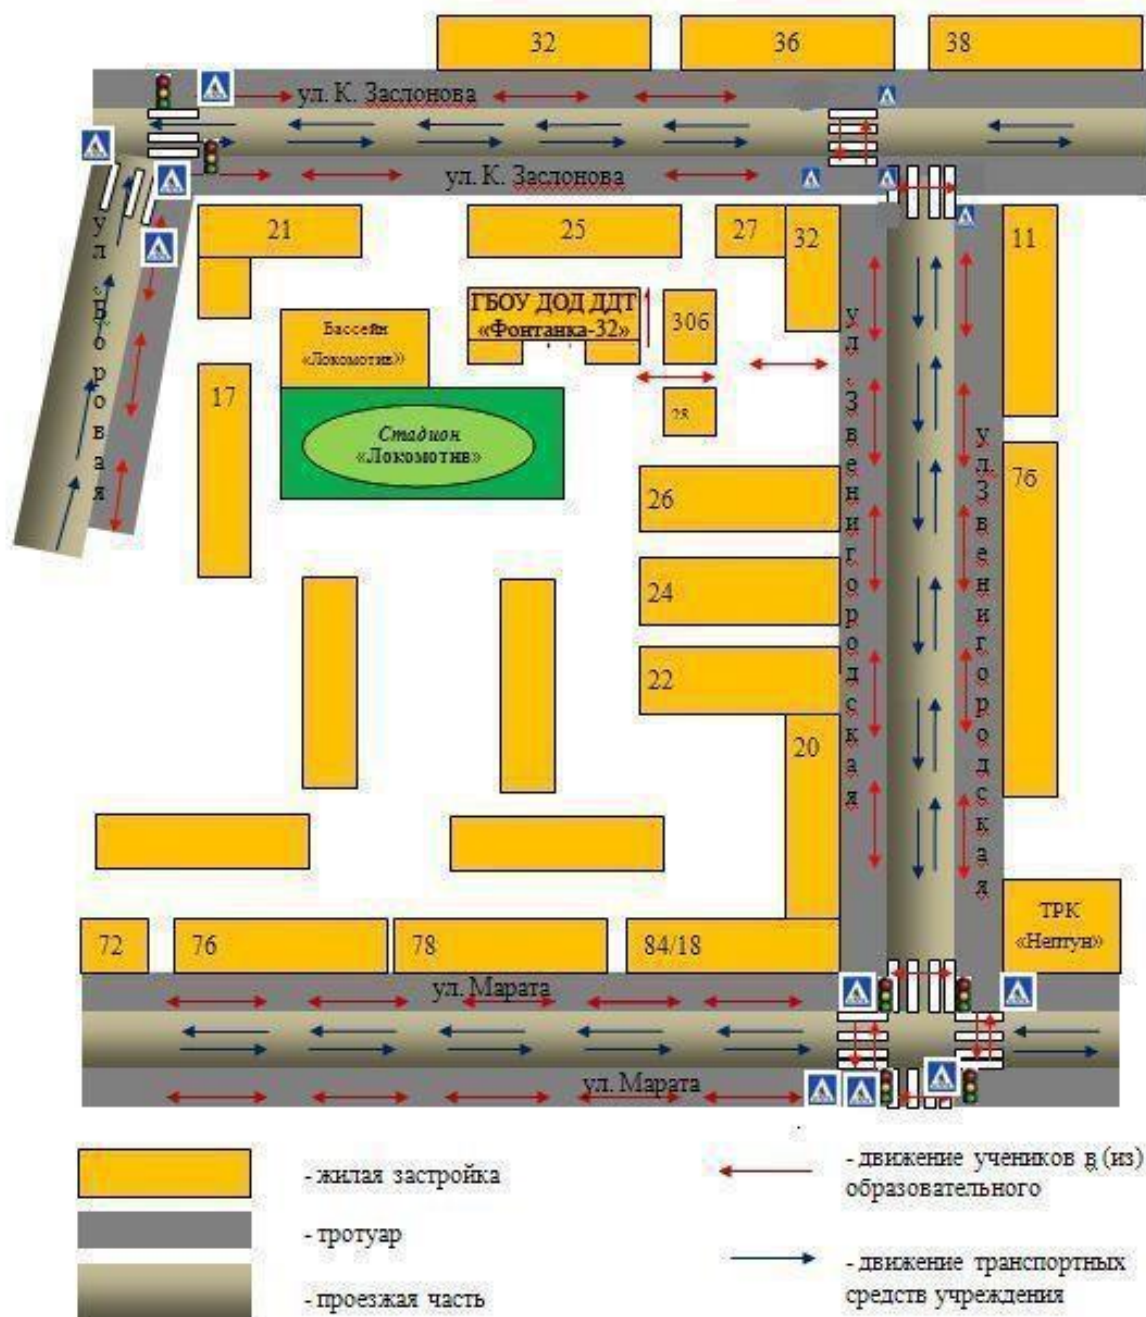 32
36
38
ул. К. Заслонова
ул. К. Заслонова
21
25
27
32
11
ГБОУ ДОД ДДТ
«Фонтанка-32»
30б
Бассейн
«Локомотив»
ул. Боровая
17
28
Стадион
«Локомотив»
ул. Звенигородская
ул.Звенигородская
26
7б
24
22
20
ТРК
«Нептун»
72
76
78
84/18
ул. Марата
ул. Марата
- жилая застройка
- тротуар
- проезжая часть
- движение учеников в (из)
образовательного
- движение транспортных
средств учреждения